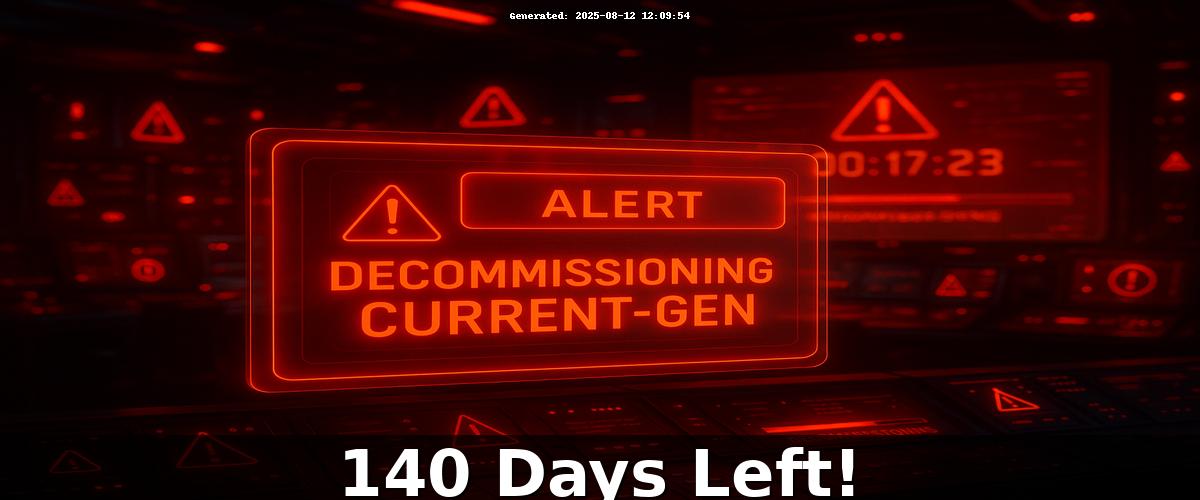 Generated: 2025-08-12 12:09:54
00:17:23
ALERT
DECOMMISSIONING
CURRENT-GEN
140 Days Left!